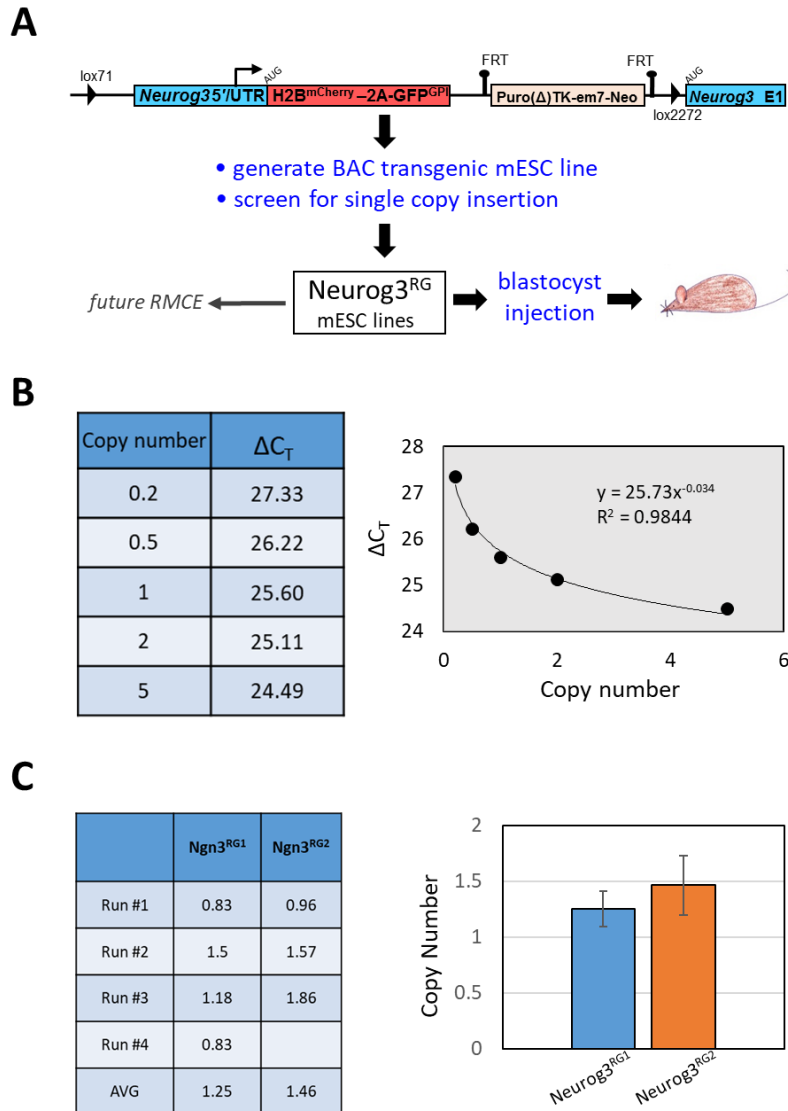 A
lox71
AUG
FRT
FRT
AUG
Neurog35'/UTR
H2BmCherry–2A-GFPGPI
Puro(Δ)TK-em7-Neo
lox2272
Neurog3 E1
• generate BAC transgenic mESC line
• screen for single copy insertion
future RMCE
Neurog3RG
mESC lines
blastocyst
injection
B
Copy number ΔCT
0.2 27.33
0.5 26.22
1 25.60
2 25.11
5 24.49
28
27
26
25
24
ΔCT
y = 25.73x-0.034
R2 = 0.9844
0 2 4 6
Copy number
C
Ngn3RG1 Ngn3RG2
Run #1 0.83 0.96
Run #2 1.5 1.57
Run #3 1.18 1.86
Run #4 0.83
AVG 1.25 1.46
2
1.5
1
0.5
0
Copy Number
Neurog3RG1
Neurog3RG2